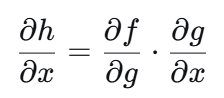 ∂h/∂x = ∂f/∂g · ∂g/∂x